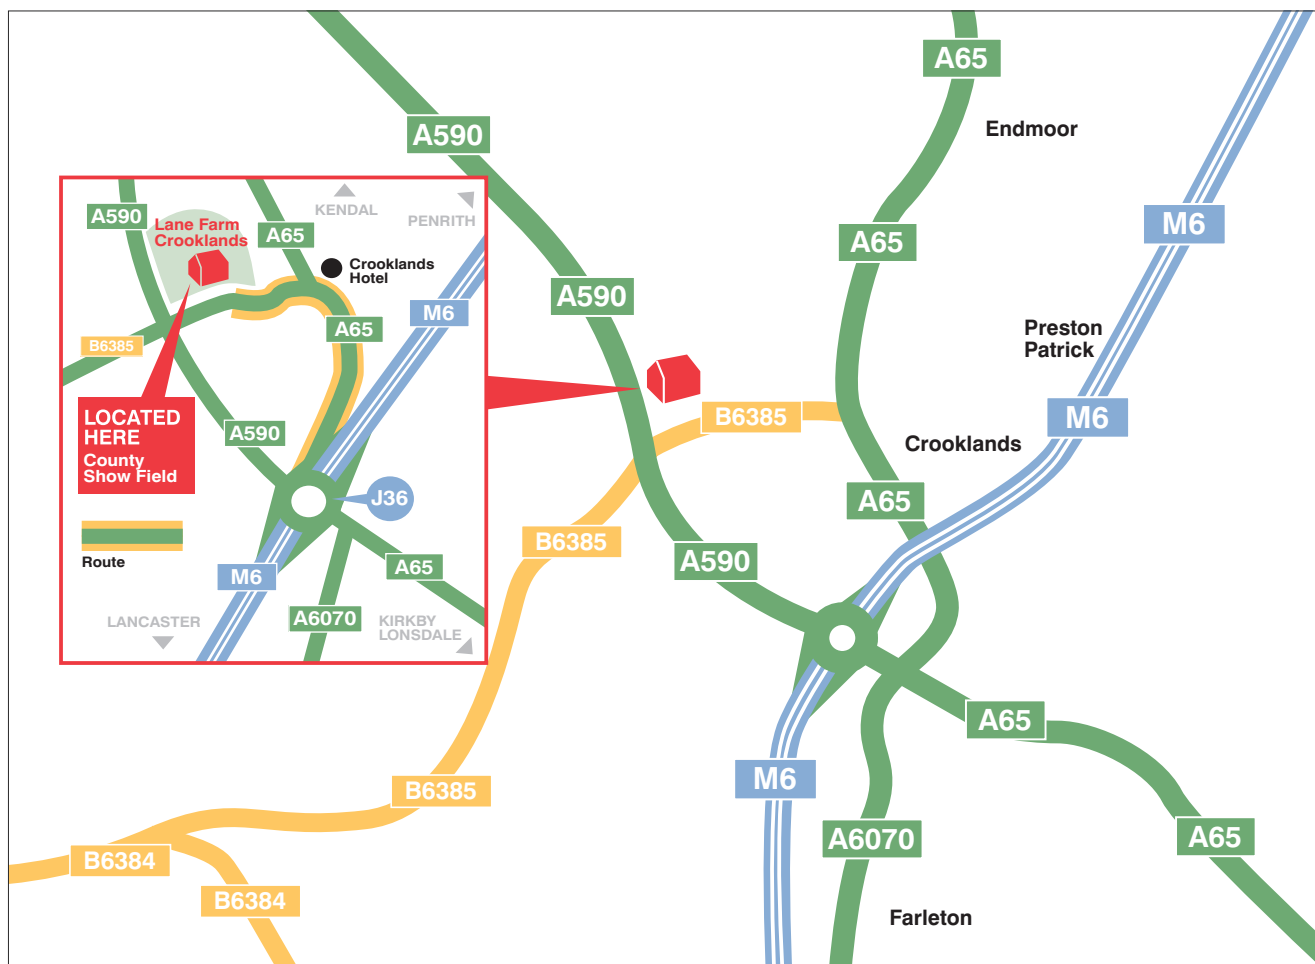 A65
A590
Endmoor
M6
A65
A590
Preston
Patrick
B6385
M6
Crooklands
A65
B6385
A590
A65
M6
B6385
A6070
A65
B6384
B6384
Farleton
KENDAL
PENRITH
A590
Lane Farm
Crooklands
A65
Crooklands
Hotel
M6
A65
B6385
LOCATED
HERE
County
Show Field
A590
J36
Route
A65
M6
A6070
LANCASTER
KIRKBY
LONSDALE